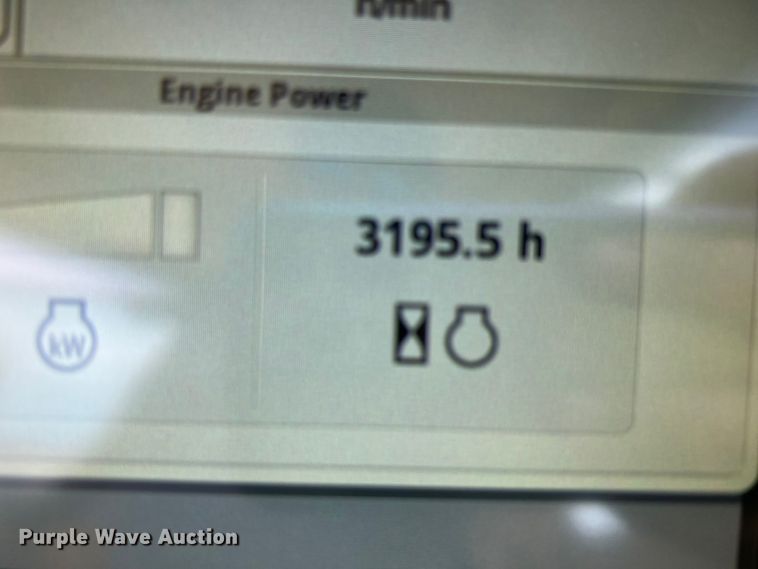 n/min
Engine Power
3195.5 h
kW
Purple Wave Auction